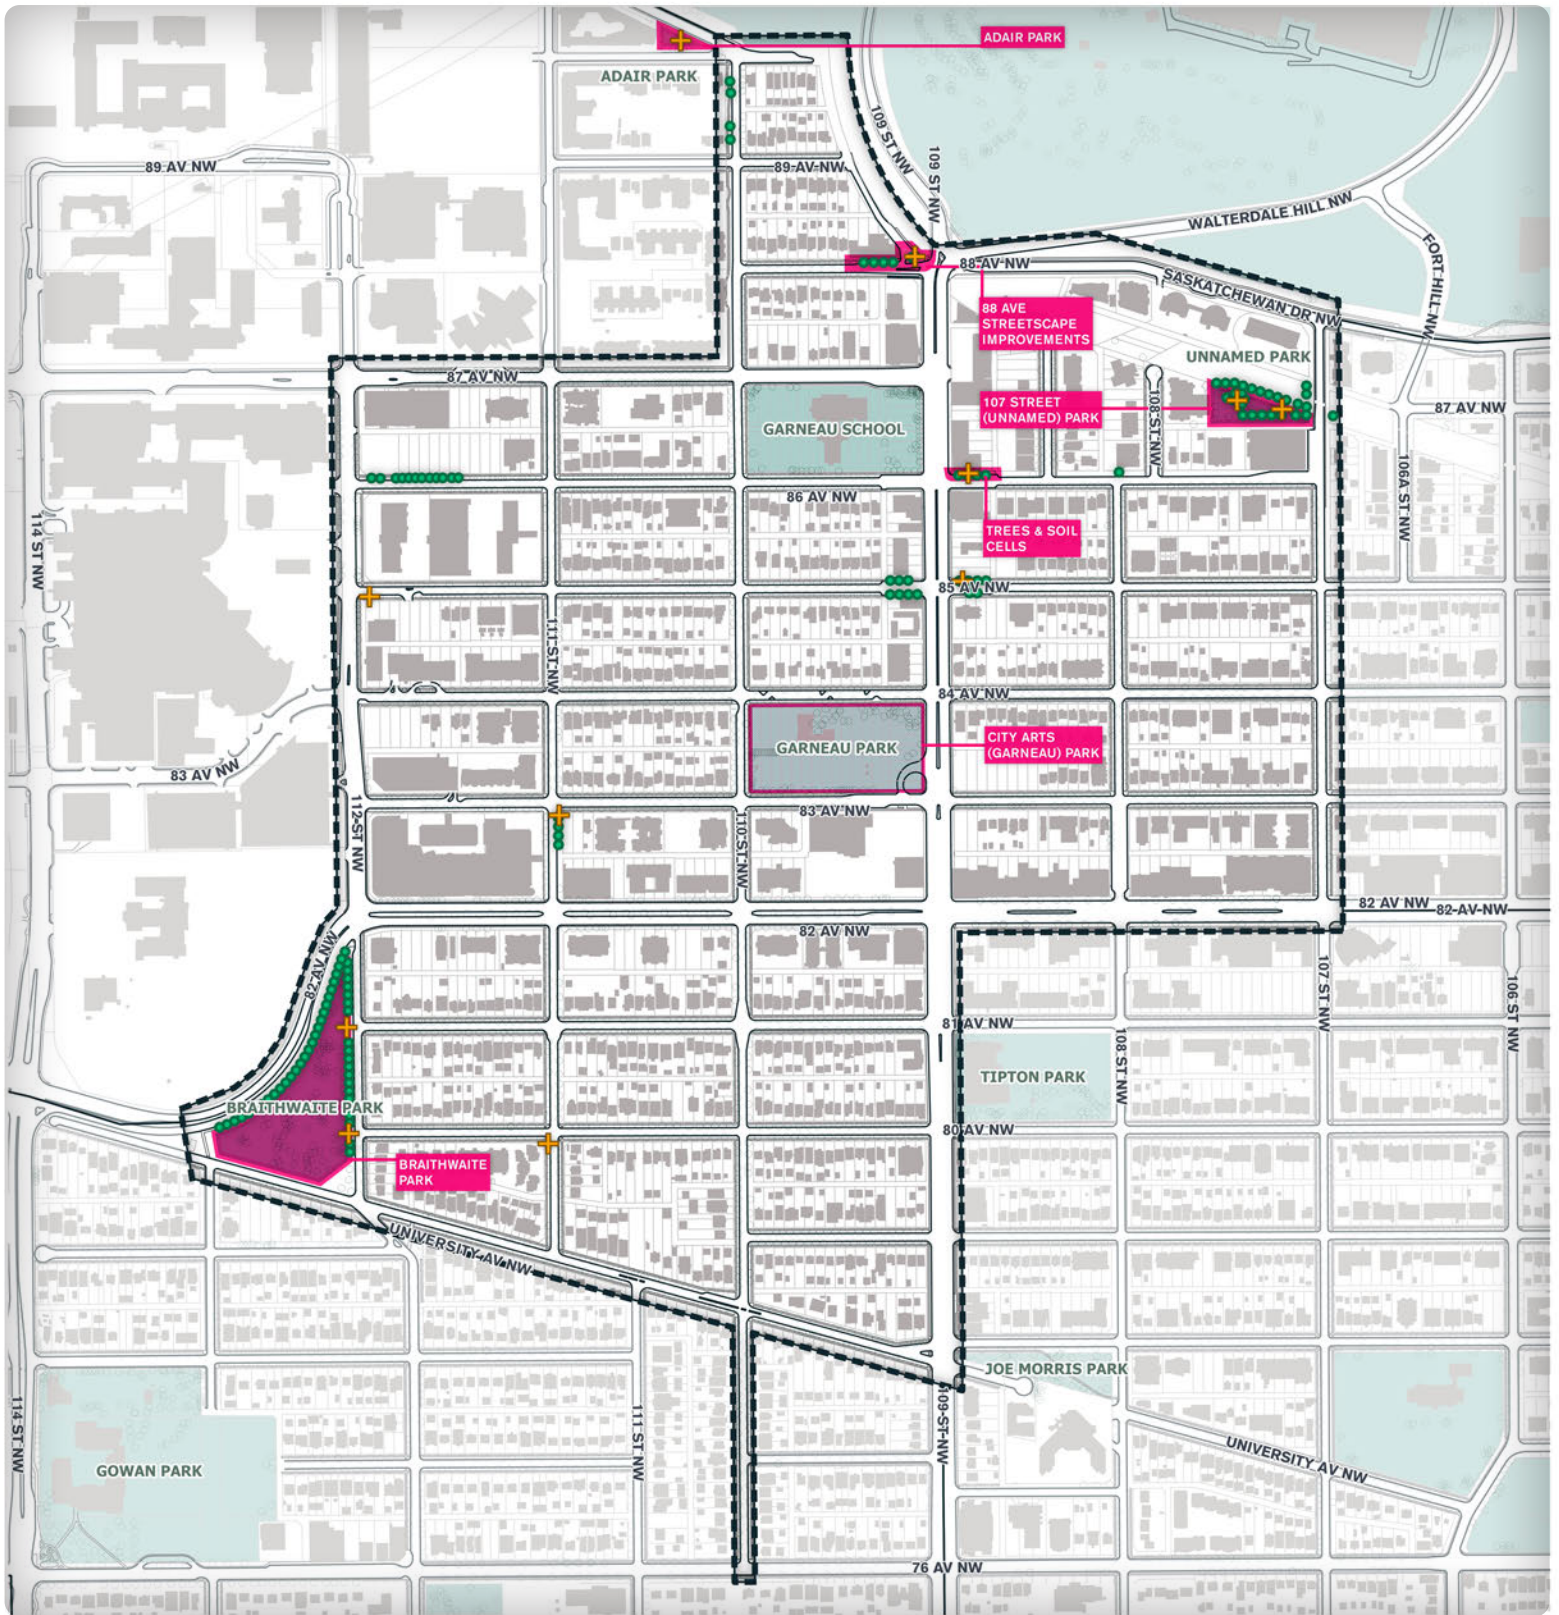 ADAIR PARK
ADAIR PARK
109 ST NW
109 ST NW
89 AV NW
89 AV NW
WALTERDALE HILL NW
FORT HILL NW
88 AV NW
SASKATCHEWAN DR NW
88 AVE
STREETSCAPE
IMPROVEMENTS
UNNAMED PARK
87 AV NW
107 STREET
(UNNAMED) PARK
108 ST NW
87 AV NW
GARNEAU SCHOOL
106A ST NW
86 AV NW
114 ST NW
TREES & SOIL
CELLS
85 AV NW
111 ST NW
84 AV NW
GARNEAU PARK
CITY ARTS
(GARNEAU) PARK
83 AV NW
112 ST NW
110 ST NW
83 AV NW
82 AV NW
82 AV NW
82 AV NW
82 AV NW
107 ST NW
106 ST NW
81 AV NW
108 ST NW
TIPTON PARK
BRAITHWAITE PARK
80 AV NW
BRAITHWAITE
PARK
UNIVERSITY AV NW
JOE MORRIS PARK
114 ST NW
111 ST NW
109 ST NW
GOWAN PARK
UNIVERSITY AV NW
76 AV NW